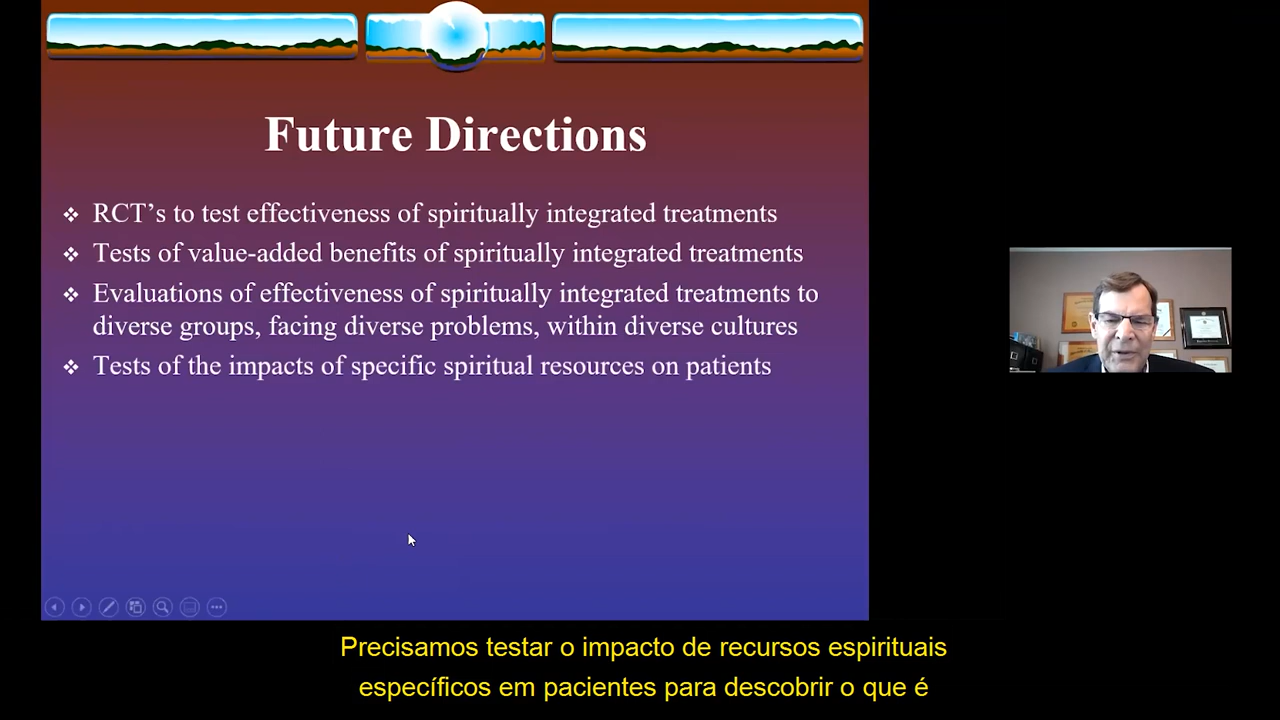 Future Directions
RCT’s to test effectiveness of spiritually integrated treatments
Tests of value-added benefits of spiritually integrated treatments
Evaluations of effectiveness of spiritually integrated treatments to
diverse groups, facing diverse problems, within diverse cultures
Tests of the impacts of specific spiritual resources on patients
Precisamos testar o impacto de recursos espirituais
específicos em pacientes para descobrir o que é